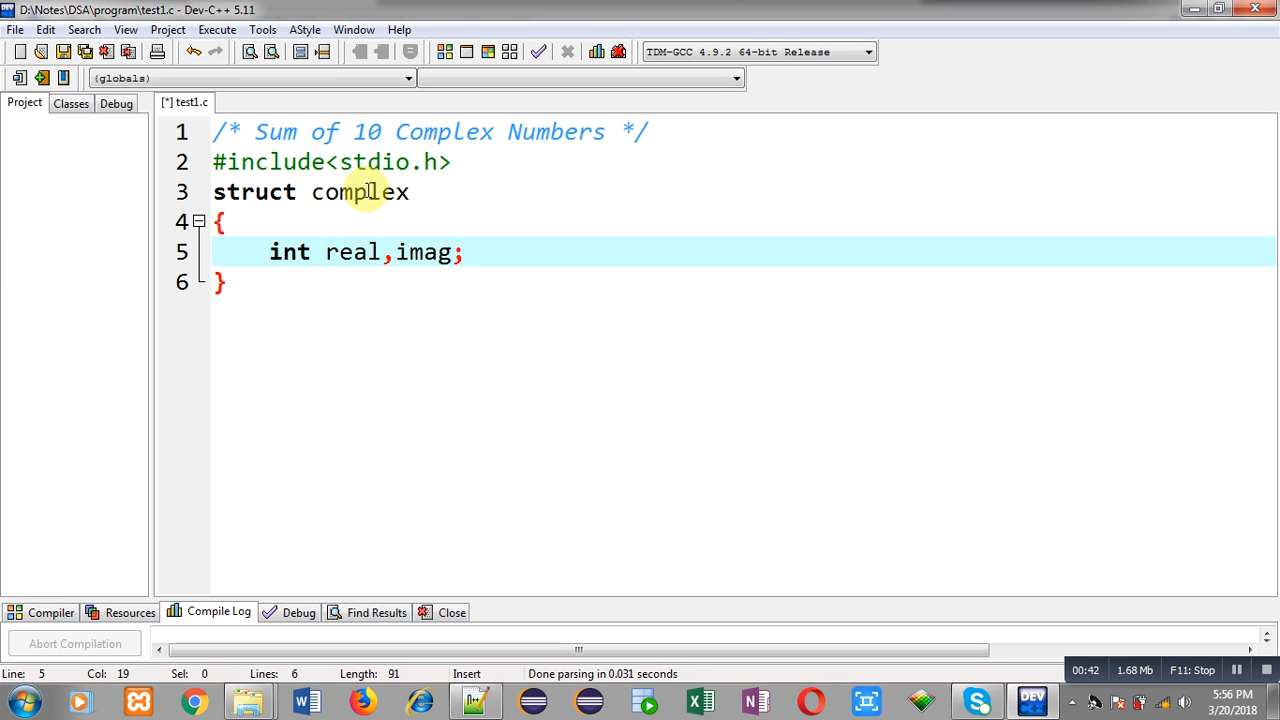 D:\Notes\DSA\program\test1.c - Dev-C++ 5.11
File Edit Search View Project Execute Tools AStyle Window Help
TDM-GCC 4.9.2 64-bit Release
(globals)
Project Classes Debug [*] test1.c
1 /* Sum of 10 Complex Numbers */
2 #include<stdio.h>
3 struct complex
4 {
5 int real,imag;
6 }
Compiler Resources Compile Log Debug Find Results Close
Abort Compilation
Line: 5 Col: 19 Sel: 0 Lines: 6 Length: 91 Insert Done parsing in 0.031 seconds
00:42 1.68 Mb F11: Stop
DEV
5:56 PM
3/20/2018